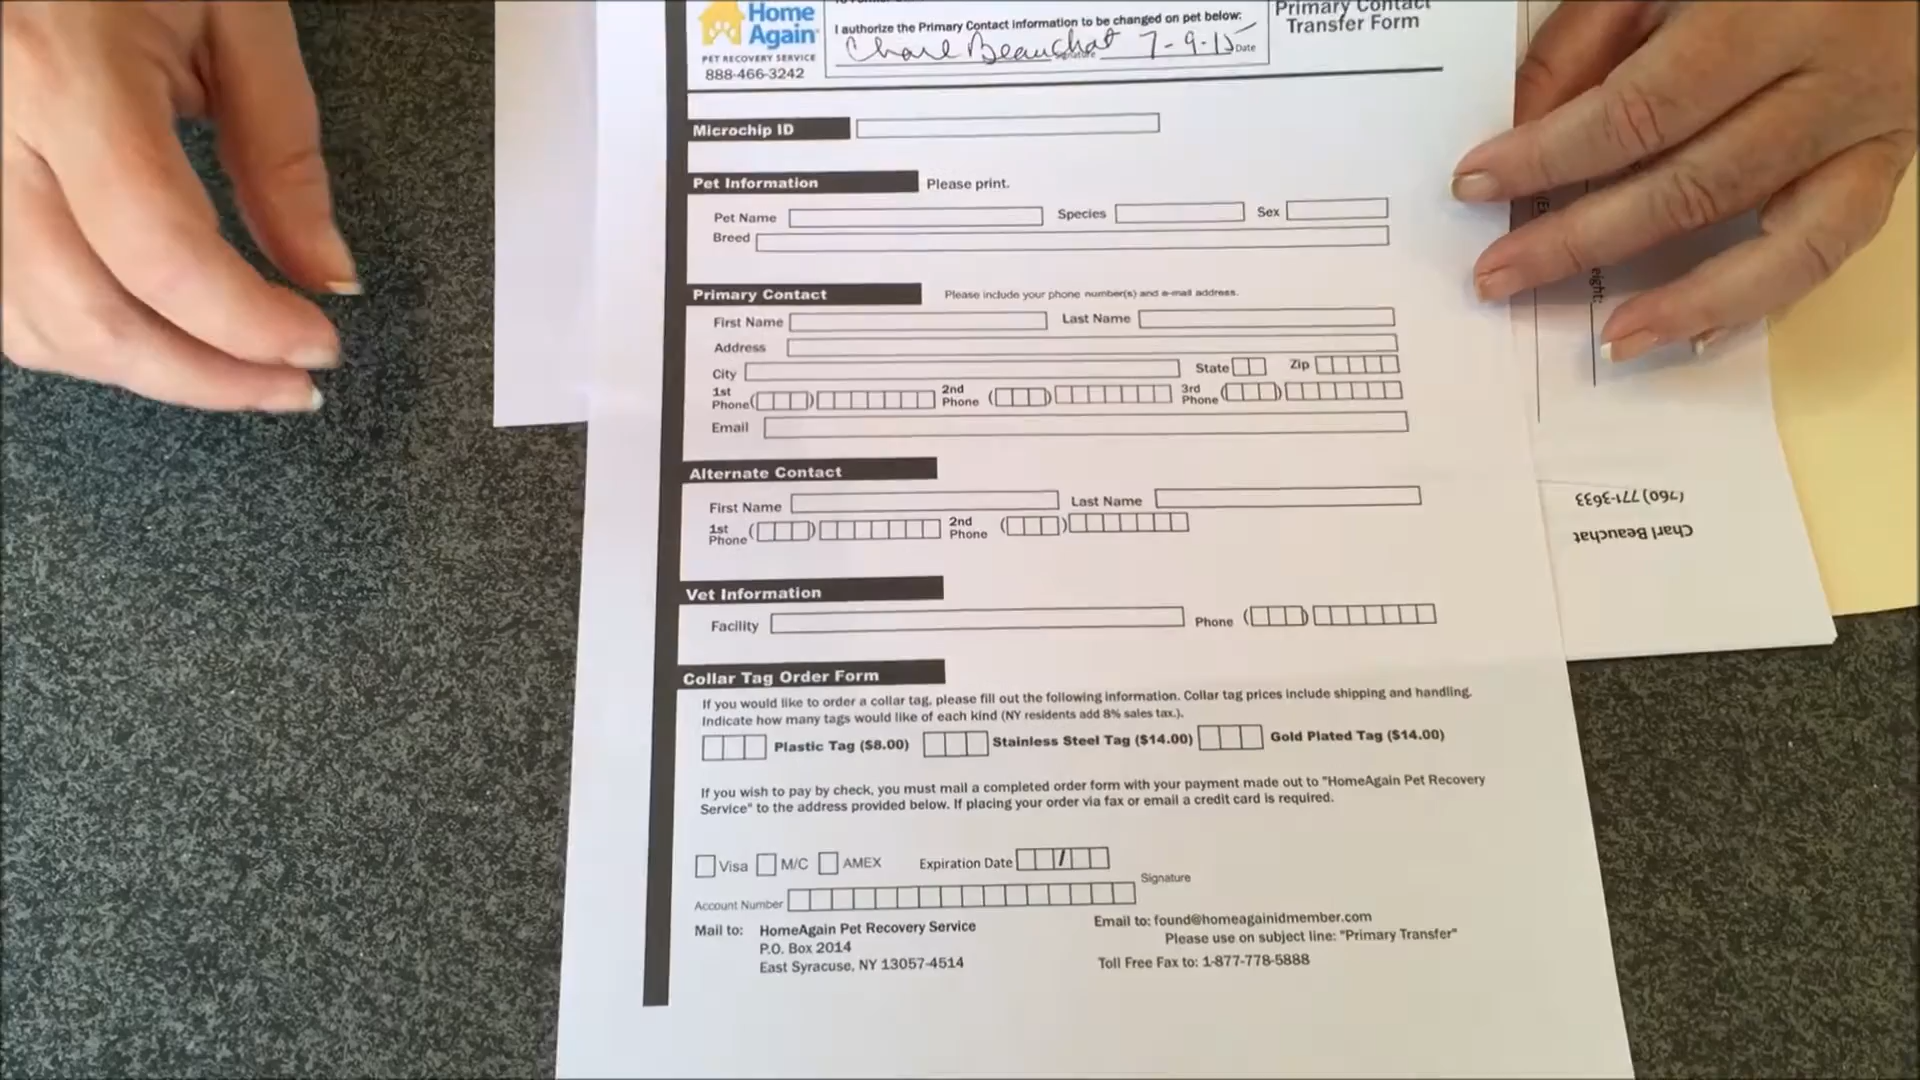 Home
Again
PET RECOVERY SERVICE
888-466-3242
I authorize the Primary Contact information to be changed on pet below:
Charl Beauchat 7-9-15 Date
Primary Contact
Transfer Form
Microchip ID
Pet Information Please print.
Pet Name Species Sex
Breed
Primary Contact Please include your phone number(s) and e-mail address.
First Name Last Name
Address
City State Zip
1st Phone ( ) 2nd Phone ( ) 3rd Phone ( )
Email
Alternate Contact
First Name Last Name
1st Phone ( ) 2nd Phone ( )
Vet Information
Facility Phone ( )
Collar Tag Order Form
If you would like to order a collar tag, please fill out the following information. Collar tag prices include shipping and handling.
Indicate how many tags would like of each kind (NY residents add 8% sales tax.).
Plastic Tag ($8.00) Stainless Steel Tag ($14.00) Gold Plated Tag ($14.00)
If you wish to pay by check, you must mail a completed order form with your payment made out to "HomeAgain Pet Recovery
Service" to the address provided below. If placing your order via fax or email a credit card is required.
Visa M/C AMEX Expiration Date /
Signature
Account Number
Mail to: HomeAgain Pet Recovery Service
P.O. Box 2014
East Syracuse, NY 13057-4514
Email to: found@homeagainidmember.com
Please use on subject line: "Primary Transfer"
Toll Free Fax to: 1-877-778-5888
eight:
Charl Beauchat
(760) 771-3633